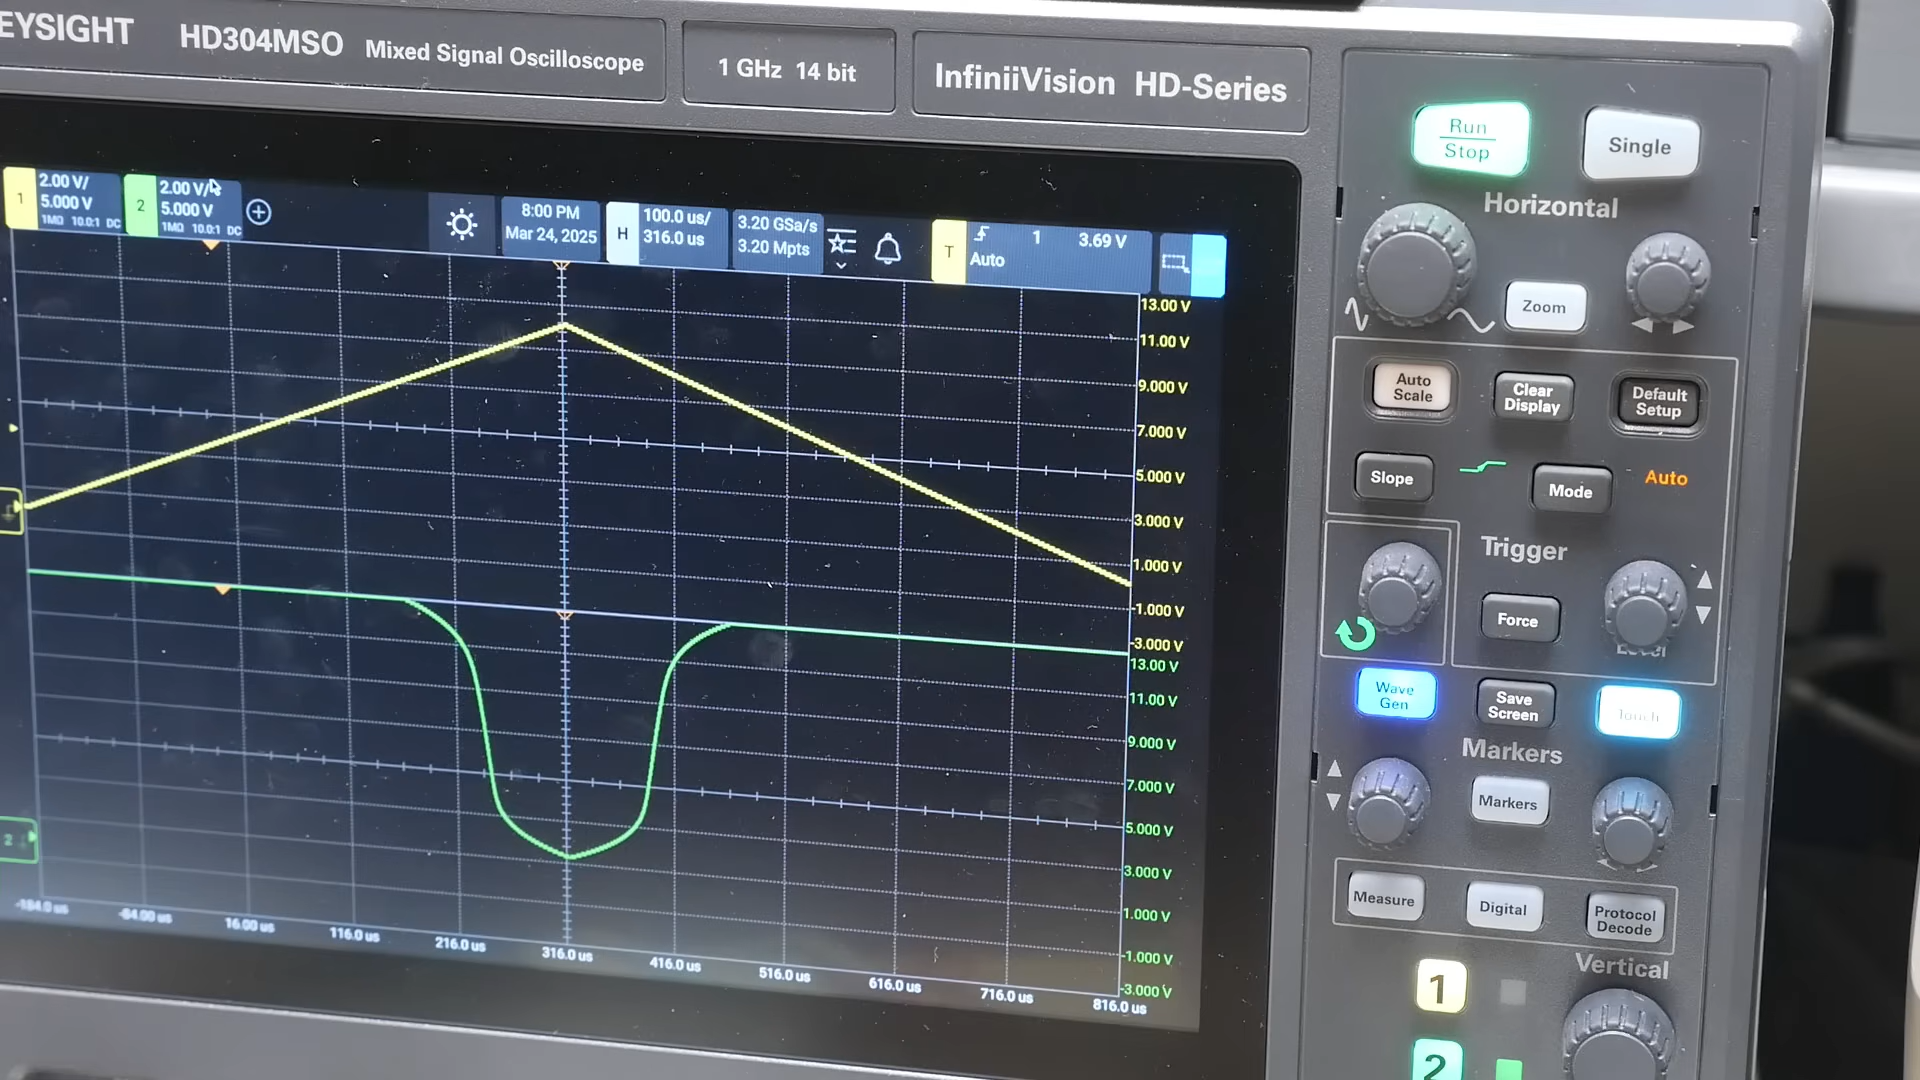 EYSIGHT HD304MSO Mixed Signal Oscilloscope 1 GHz 14 bit InfiniiVision HD-Series
1 2.00 V/ 5.000 V 1MΩ 10.0:1 DC
2 2.00 V/ 5.000 V 1MΩ 10.0:1 DC
8:00 PM
Mar 24, 2025
H 100.0 us/
316.0 us
3.20 GSa/s
3.20 Mpts
T 1 3.69 V
Auto
13.00 V
11.00 V
9.000 V
7.000 V
5.000 V
3.000 V
1.000 V
-1.000 V
-3.000 V
13.00 V
11.00 V
9.000 V
7.000 V
5.000 V
3.000 V
1.000 V
-1.000 V
-3.000 V
2
-184.0 us -84.00 us 16.00 us 116.0 us 216.0 us 316.0 us 416.0 us 516.0 us 616.0 us 716.0 us 816.0 us
Run
Stop
Single
Horizontal
Zoom
Auto
Scale
Clear
Display
Default
Setup
Slope
Mode
Auto
Trigger
Force
Level
Wave
Gen
Save
Screen
Touch
Markers
Markers
Measure
Digital
Protocol
Decode
Vertical
1
2